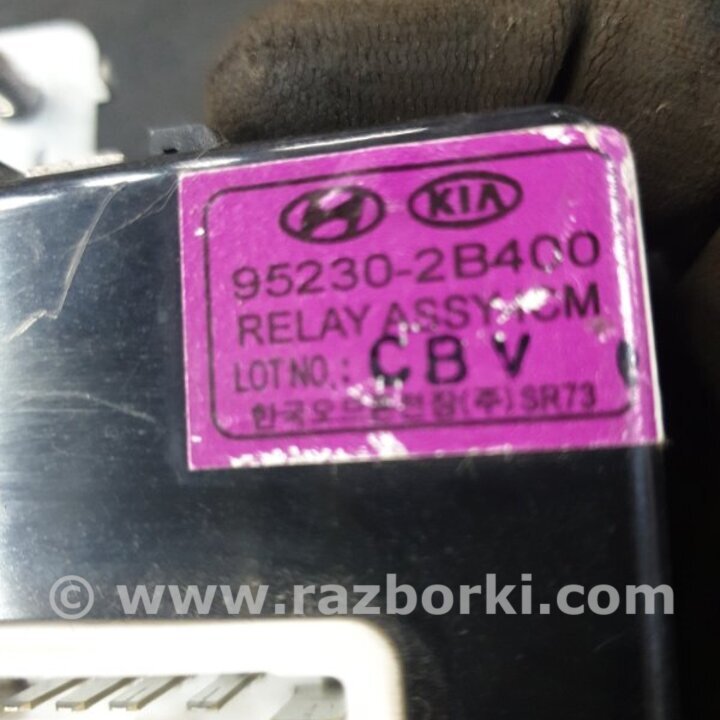 KIA
95230-2B400
RELAY ASSY-ICM
LOT NO.: CBV
한국오므론전장(주) SR73
© www.razborki.com